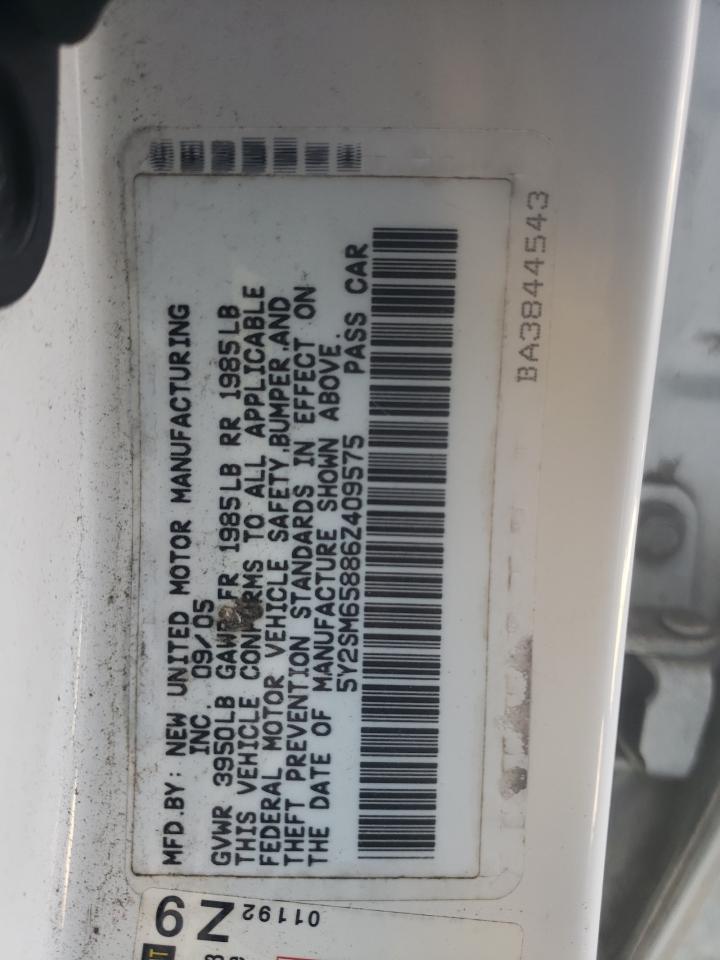 MFD.BY: NEW UNITED MOTOR MANUFACTURING
INC. 09/05
GVWR 3950LB GAWR FR 1985LB RR 1985LB
THIS VEHICLE CONFORMS TO ALL APPLICABLE
FEDERAL MOTOR VEHICLE SAFETY,BUMPER,AND
THEFT PREVENTION STANDARDS IN EFFECT ON
THE DATE OF MANUFACTURE SHOWN ABOVE.
5Y2SM65886Z409575 PASS CAR
BA3844543
Z9
01192